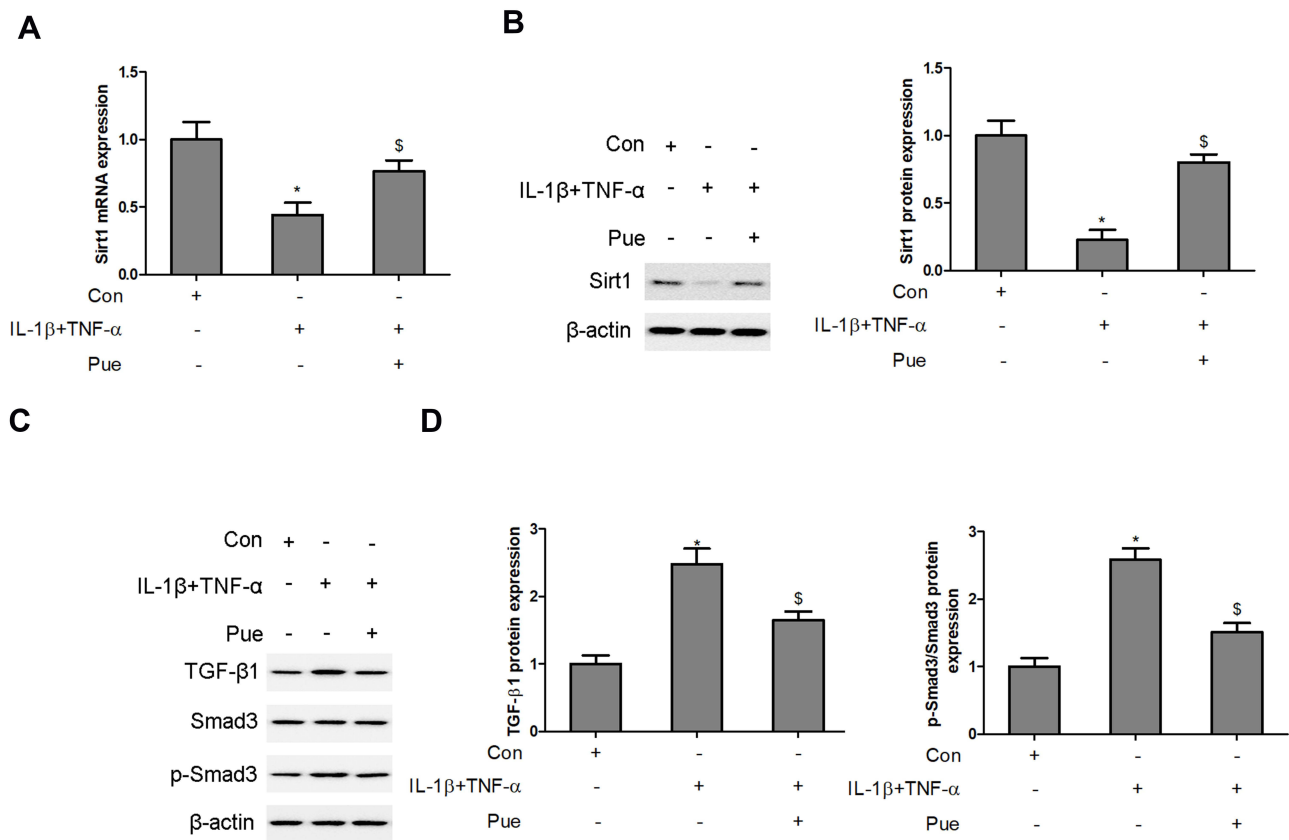 A
Sirt1 mRNA expression
1.5
1.0
0.5
0.0
*
$
Con + - -
IL-1β+TNF-α - + +
Pue - - +
B
Con + - -
IL-1β+TNF-α - + +
Pue - - +
Sirt1
β-actin
Sirt1 protein expression
1.5
1.0
0.5
0.0
*
$
Con + - -
IL-1β+TNF-α - + +
Pue - - +
C
Con + - -
IL-1β+TNF-α - + +
Pue - - +
TGF-β1
Smad3
p-Smad3
β-actin
D
TGF-β1 protein expression
3
2
1
0
*
$
Con + - -
IL-1β+TNF-α - + +
Pue - - +
p-Smad3/Smad3 protein
expression
3
2
1
0
*
$
Con + - -
IL-1β+TNF-α - + +
Pue - - +